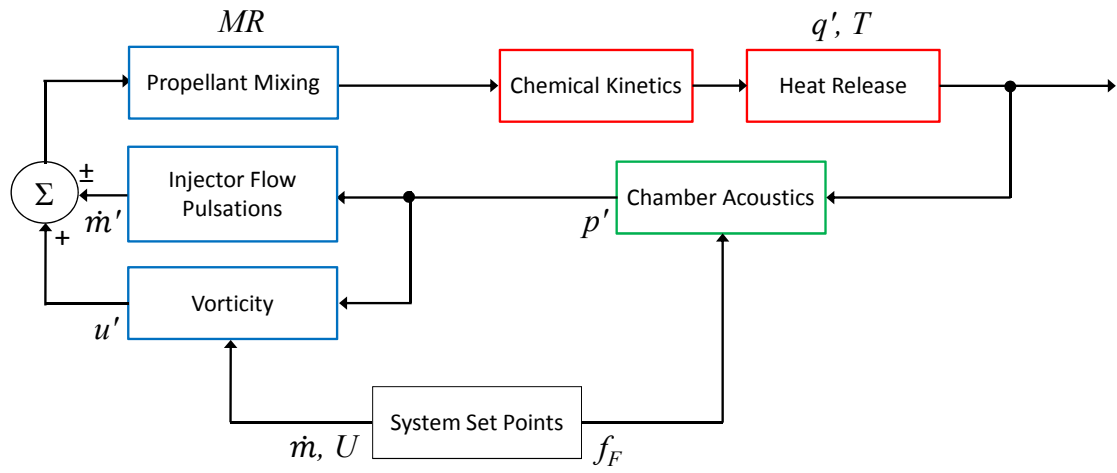 MR
q′, T
Propellant Mixing
Chemical Kinetics
Heat Release
Σ
±
+
ṁ′
Injector Flow
Pulsations
p′
Chamber Acoustics
u′
Vorticity
ṁ, U
System Set Points
f_F